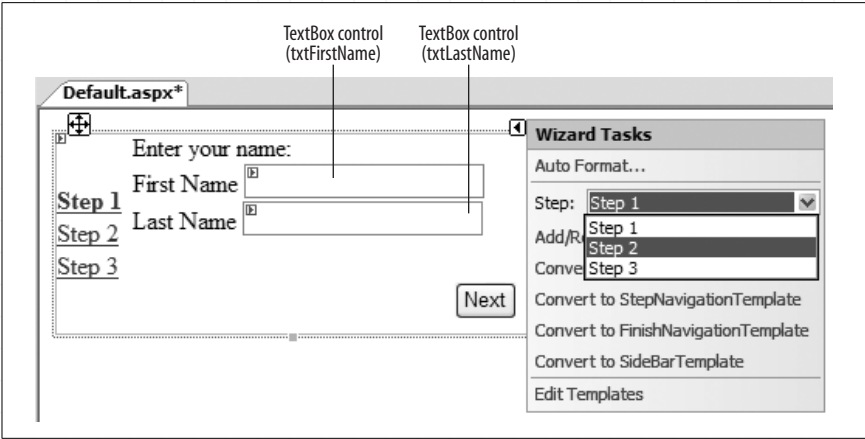 TextBox control
(txtFirstName)
TextBox control
(txtLastName)
Default.aspx*
Enter your name:
First Name
Last Name
Step 1
Step 2
Step 3
Next
Wizard Tasks
Auto Format...
Step: Step 1
Step 1
Step 2
Step 3
Add/R
Conve
Convert to StepNavigationTemplate
Convert to FinishNavigationTemplate
Convert to SideBarTemplate
Edit Templates